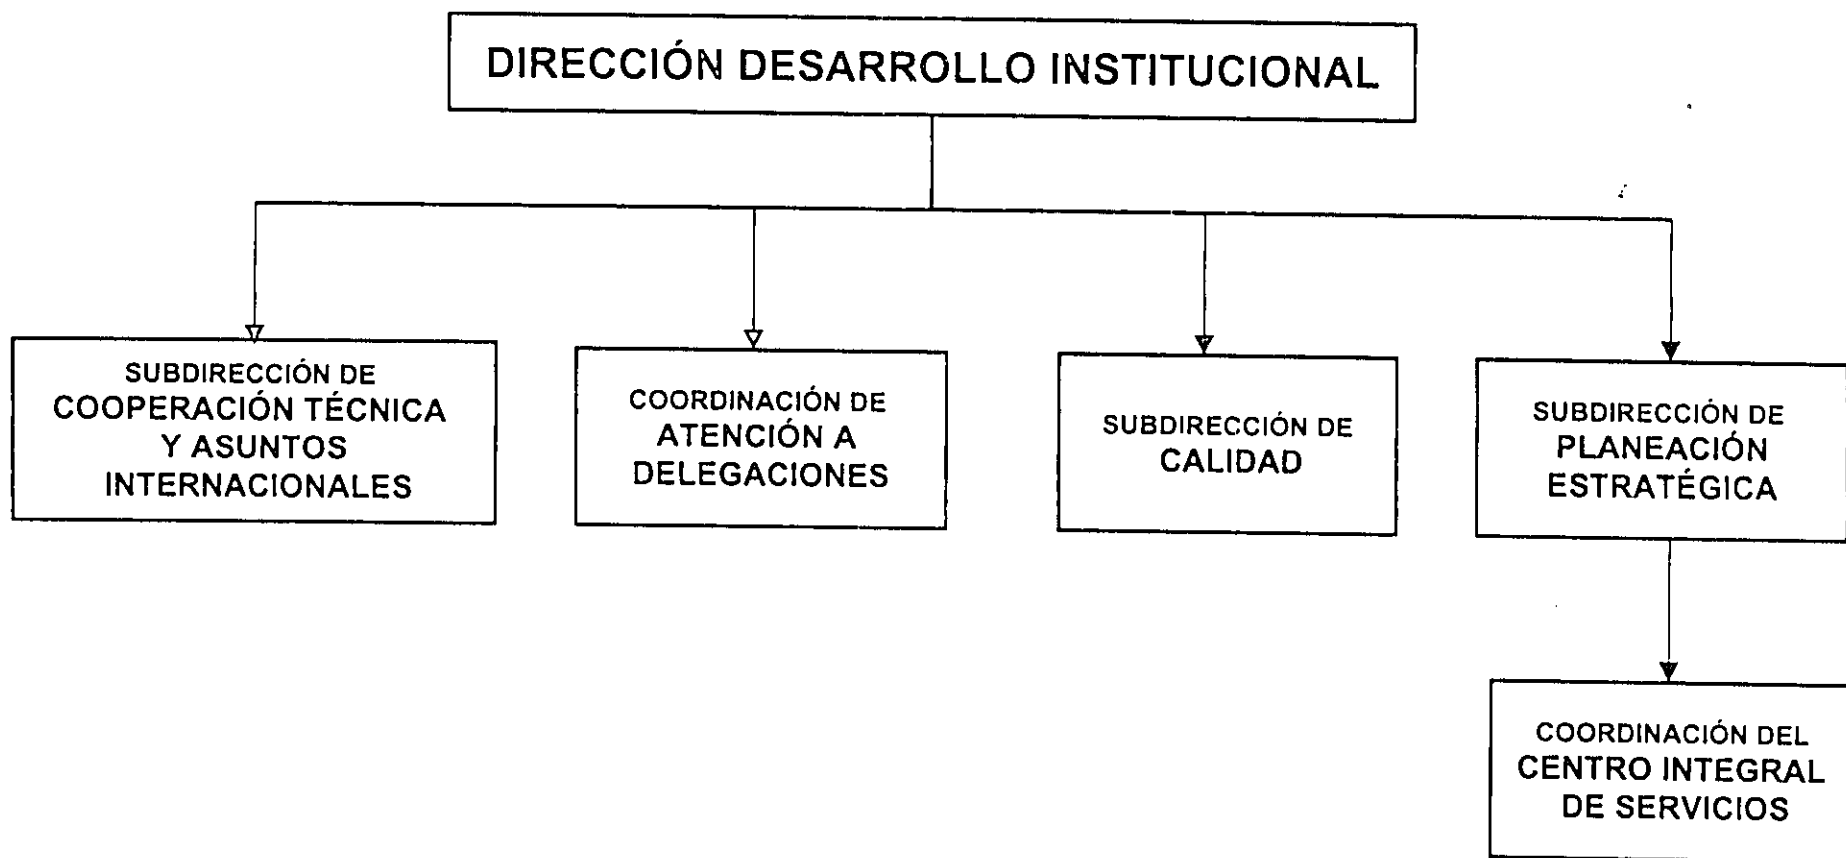 DIRECCIÓN DESARROLLO INSTITUCIONAL
SUBDIRECCIÓN DE
COOPERACIÓN TÉCNICA
Y ASUNTOS
INTERNACIONALES
COORDINACIÓN DE
ATENCIÓN A
DELEGACIONES
SUBDIRECCIÓN DE
CALIDAD
SUBDIRECCIÓN DE
PLANEACIÓN
ESTRATÉGICA
COORDINACIÓN DEL
CENTRO INTEGRAL
DE SERVICIOS